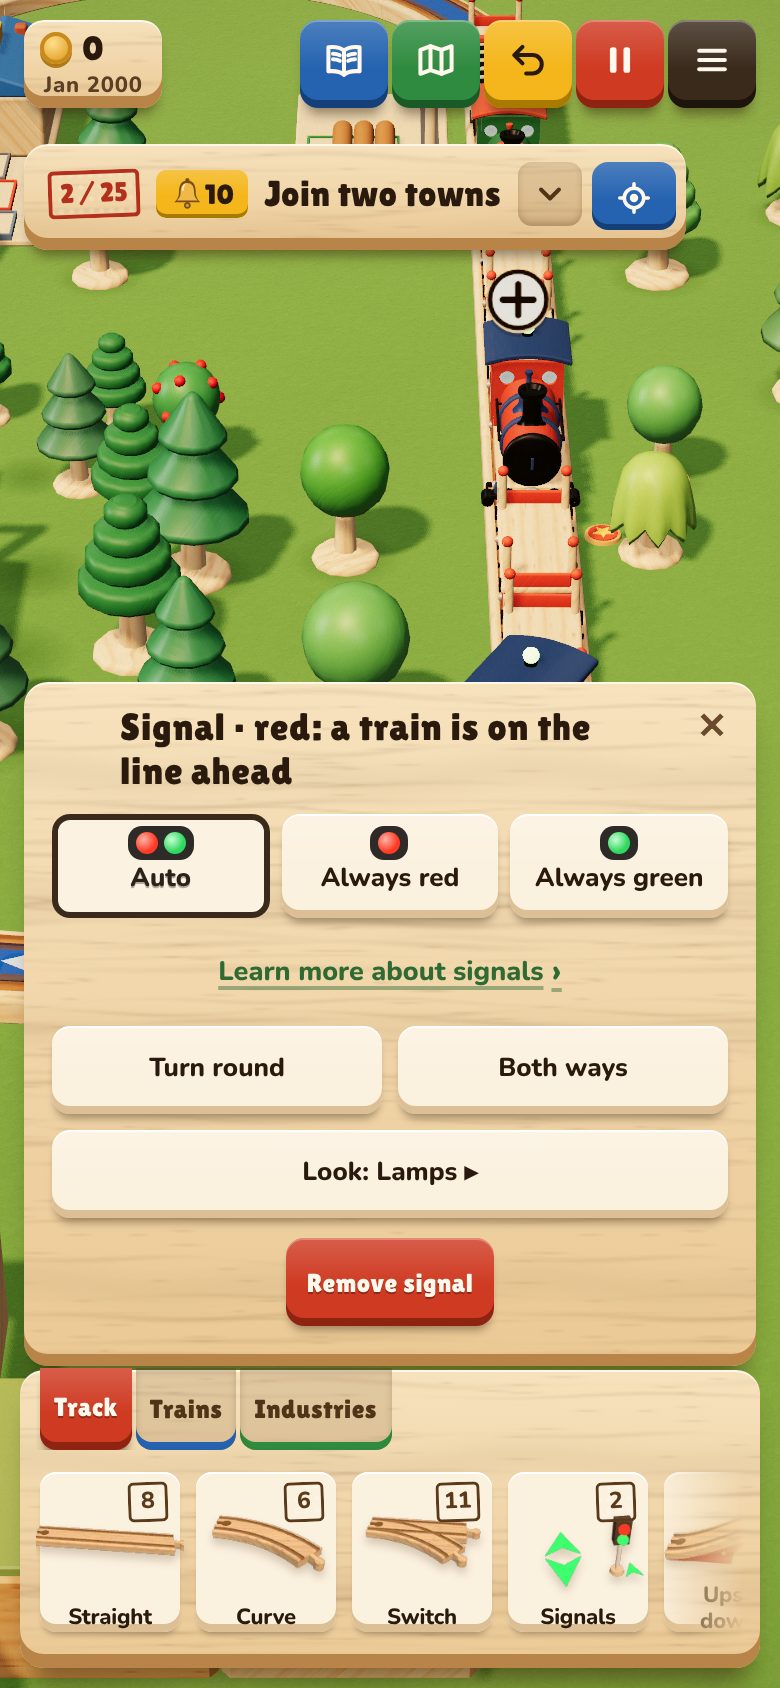 0
Jan 2000
2/25
10
Join two towns
Signal · red: a train is on the
line ahead
Auto
Always red
Always green
Learn more about signals ›
Turn round
Both ways
Look: Lamps ▸
Remove signal
Track
Trains
Industries
8
6
11
2
Straight
Curve
Switch
Signals